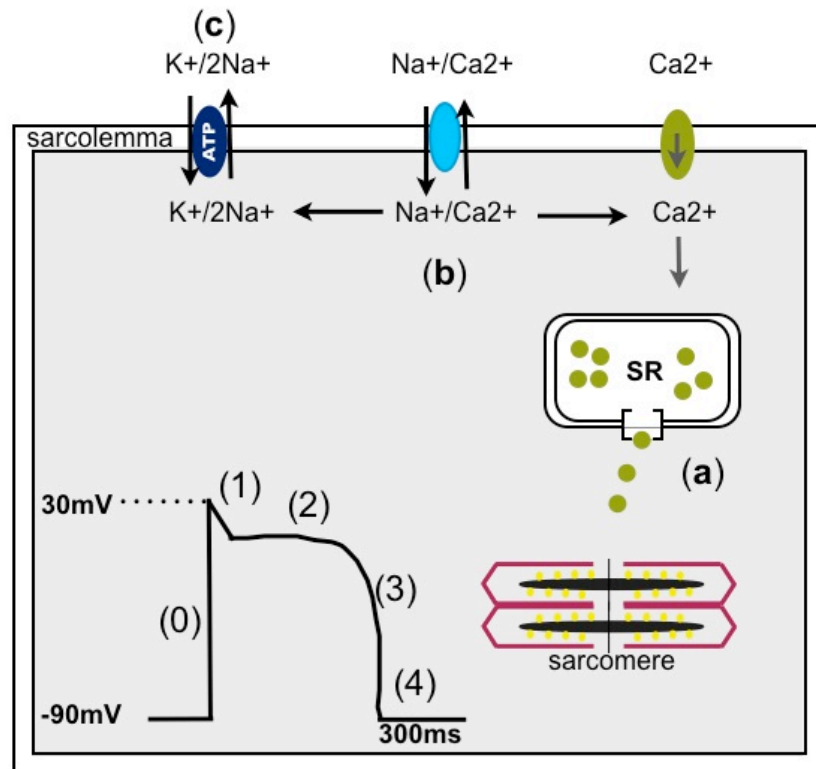 (c)
K+/2Na+
Na+/Ca2+
Ca2+
sarcolemma
ATP
K+/2Na+
Na+/Ca2+
Ca2+
(b)
SR
(a)
30mV
(1)
(2)
(3)
(0)
sarcomere
(4)
-90mV
300ms